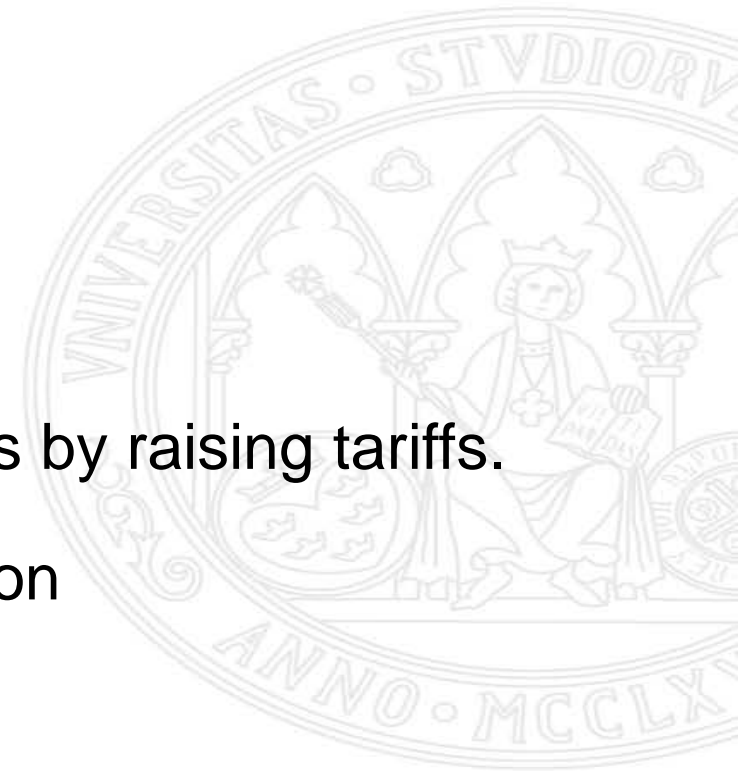 VNIVERSITAS · STVDIORV
s by raising tariffs.
on
ANNO · MCCLX